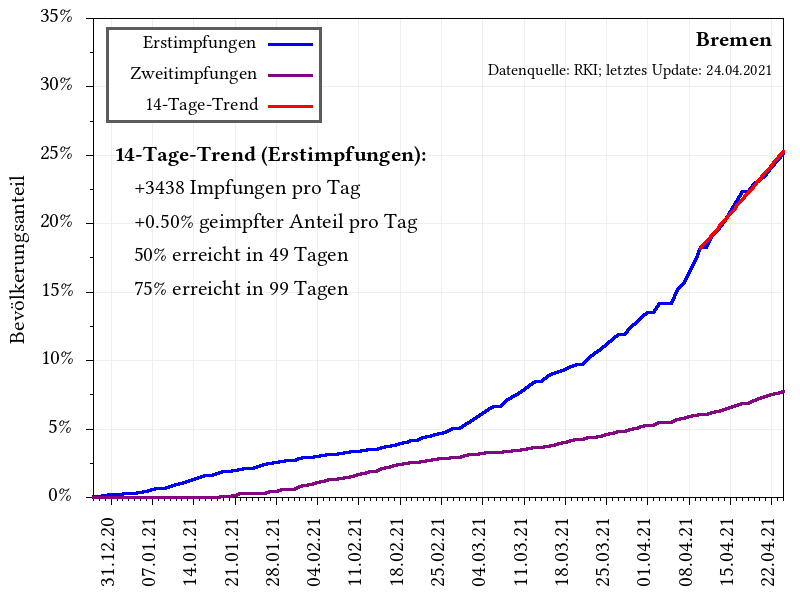 35%
30%
25%
20%
15%
10%
5%
0%
Bevölkerungsanteil
Erstimpfungen
Zweitimpfungen
14-Tage-Trend
Bremen
Datenquelle: RKI; letztes Update: 24.04.2021
14-Tage-Trend (Erstimpfungen):
+3438 Impfungen pro Tag
+0.50% geimpfter Anteil pro Tag
50% erreicht in 49 Tagen
75% erreicht in 99 Tagen
31.12.20
07.01.21
14.01.21
21.01.21
28.01.21
04.02.21
11.02.21
18.02.21
25.02.21
04.03.21
11.03.21
18.03.21
25.03.21
01.04.21
08.04.21
15.04.21
22.04.21